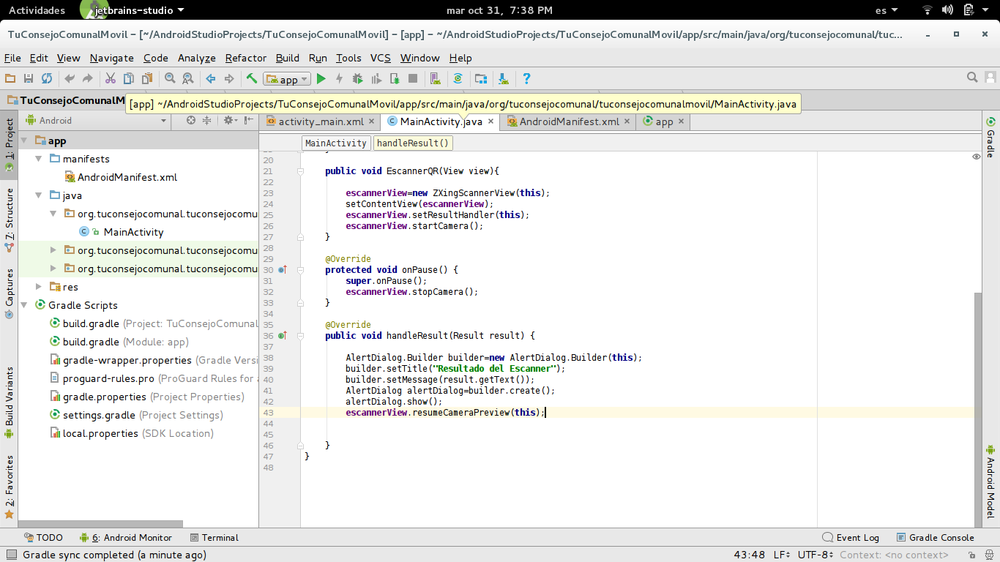 Actividades jetbrains-studio mar oct 31, 7:38 PM es
TuConsejoComunalMovil – [~/AndroidStudioProjects/TuConsejoComunalMovil] – [app] – ~/AndroidStudioProjects/TuConsejoComunalMovil/app/src/main/java/org/tuconsejocomunal/tuc...
File Edit View Navigate Code Analyze Refactor Build Run Tools VCS Window Help
app
TuConsejoComunalM
[app] ~/AndroidStudioProjects/TuConsejoComunalMovil/app/src/main/java/org/tuconsejocomunal/tuconsejocomunalmovil/MainActivity.java
Android
activity_main.xml MainActivity.java AndroidManifest.xml app
MainActivity handleResult()
1: Project
Z: Structure
Captures
Build Variants
2: Favorites
app
manifests
AndroidManifest.xml
java
org.tuconsejocomunal.tuconsejocomu
MainActivity
org.tuconsejocomunal.tuconsejocomu
org.tuconsejocomunal.tuconsejocomu
res
Gradle Scripts
build.gradle (Project: TuConsejoComunal
build.gradle (Module: app)
gradle-wrapper.properties (Gradle Versi
proguard-rules.pro (ProGuard Rules for a
gradle.properties (Project Properties)
settings.gradle (Project Settings)
local.properties (SDK Location)
20
21 public void EscannerQR(View view){
22
23 escannerView=new ZXingScannerView(this);
24 setContentView(escannerView);
25 escannerView.setResultHandler(this);
26 escannerView.startCamera();
27 }
28
29 @Override
30 protected void onPause() {
31 super.onPause();
32 escannerView.stopCamera();
33 }
34
35 @Override
36 public void handleResult(Result result) {
37
38 AlertDialog.Builder builder=new AlertDialog.Builder(this);
39 builder.setTitle("Resultado del Escanner");
40 builder.setMessage(result.getText());
41 AlertDialog alertDialog=builder.create();
42 alertDialog.show();
43 escannerView.resumeCameraPreview(this);
44
45
46 }
47 }
48
Gradle
Android Model
TODO 6: Android Monitor Terminal Event Log Gradle Console
Gradle sync completed (a minute ago) 43:48 LF UTF-8 Context: <no context>